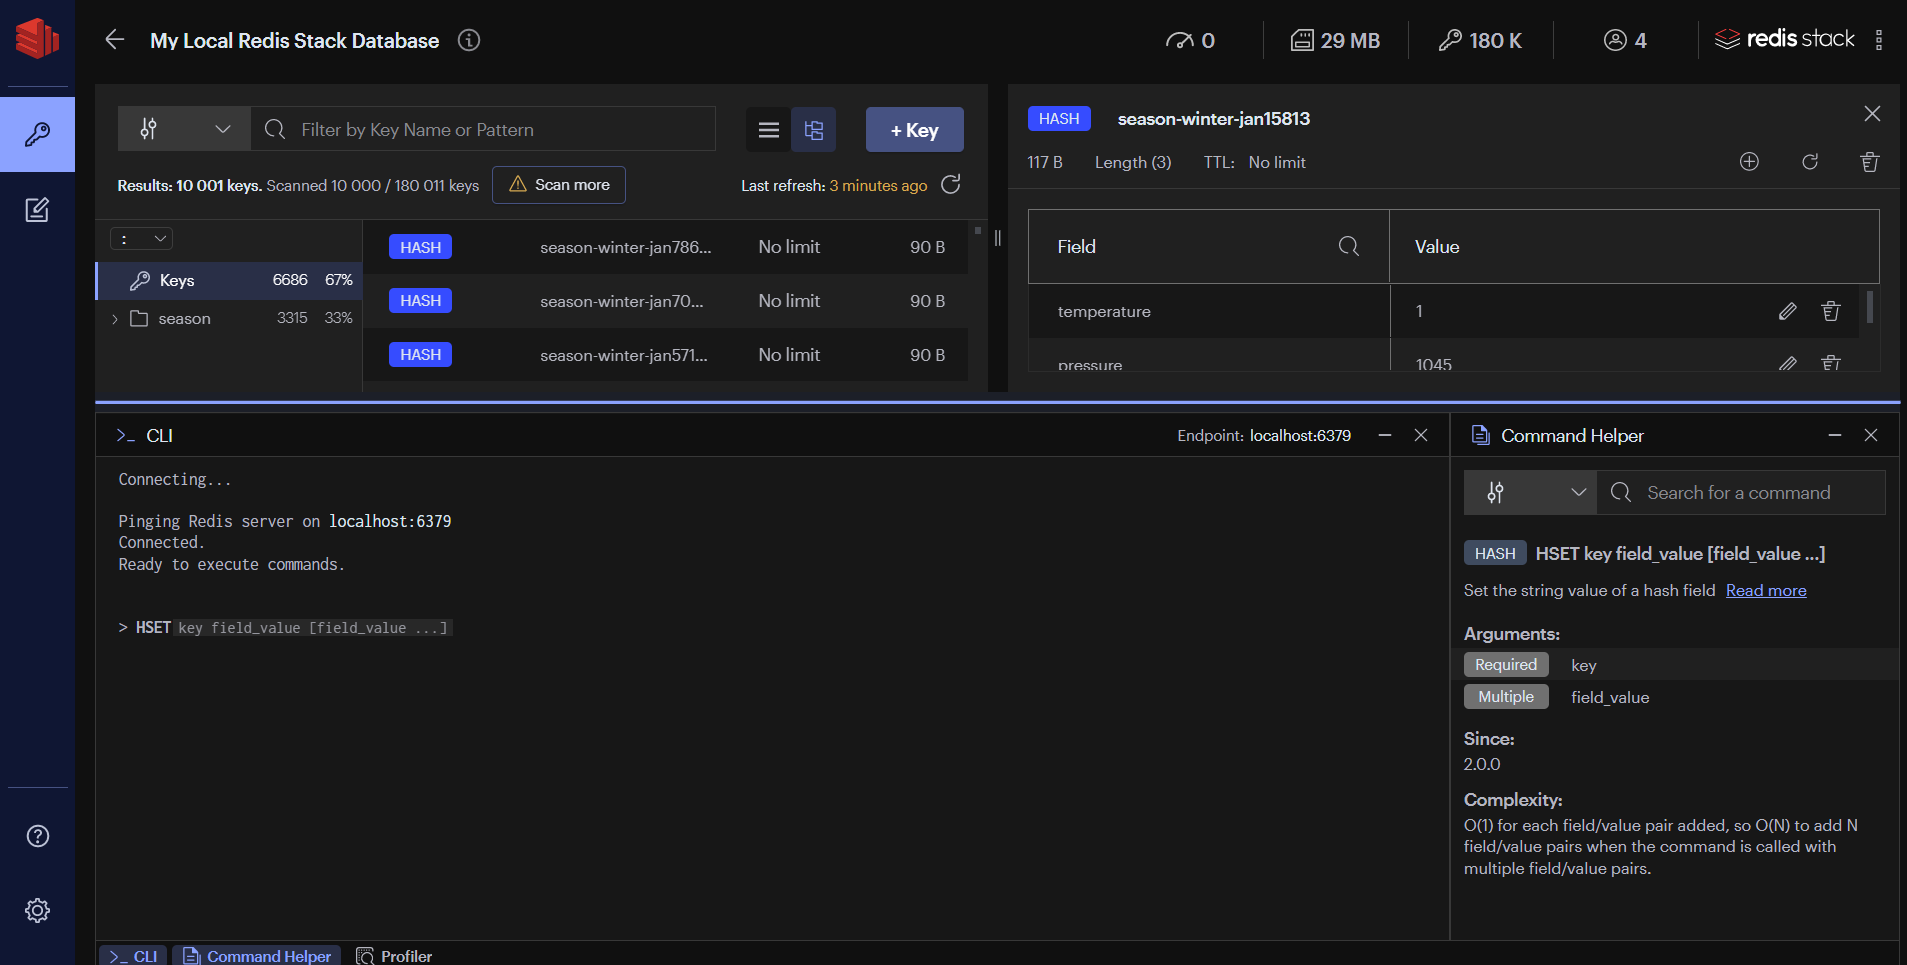 My Local Redis Stack Database
0
29 MB
180 K
4
redis stack
Filter by Key Name or Pattern
+ Key
Results: 10 001 keys. Scanned 10 000 / 180 011 keys
Scan more
Last refresh: 3 minutes ago
:
Keys 6686 67%
season 3315 33%
HASH season-winter-jan786... No limit 90 B
HASH season-winter-jan70... No limit 90 B
HASH season-winter-jan571... No limit 90 B
HASH season-winter-jan15813
117 B Length (3) TTL: No limit
Field Value
temperature 1
pressure 1045
>_ CLI
Endpoint: localhost:6379
Connecting...
Pinging Redis server on localhost:6379
Connected.
Ready to execute commands.
> HSET key field_value [field_value ...]
Command Helper
Search for a command
HASH HSET key field_value [field_value ...]
Set the string value of a hash field Read more
Arguments:
Required key
Multiple field_value
Since:
2.0.0
Complexity:
O(1) for each field/value pair added, so O(N) to add N
field/value pairs when the command is called with
multiple field/value pairs.
>_ CLI
Command Helper
Profiler